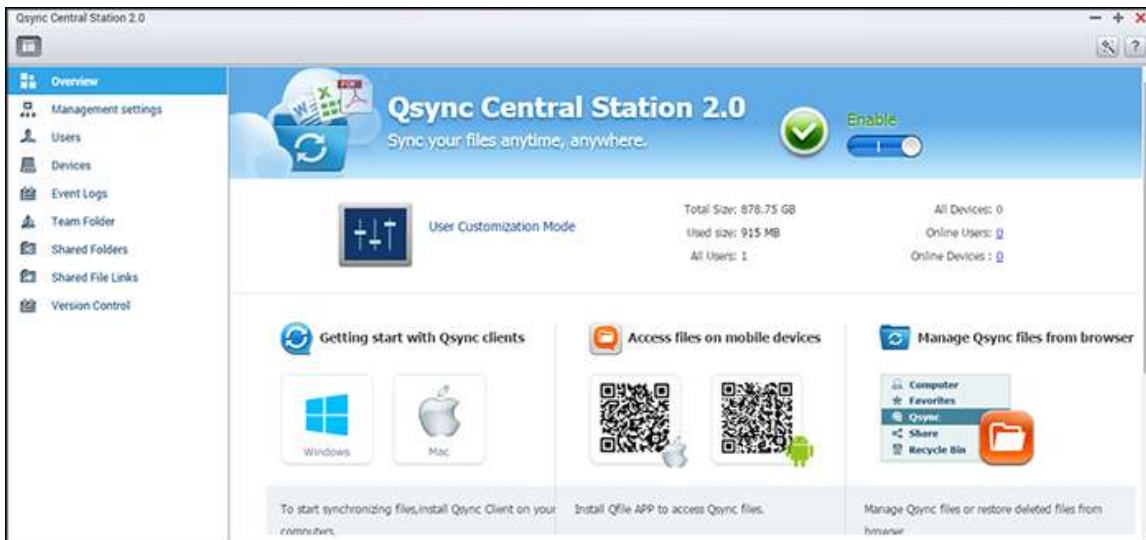 Qsync Central Station 2.0
Overview
Management settings
Users
Devices
Event Logs
Team Folder
Shared Folders
Shared File Links
Version Control
PDF
W X
Qsync Central Station 2.0
Sync your files anytime, anywhere.
Enable
User Customization Mode
Total Size: 878.75 GB
Used size: 915 MB
All Users: 1
All Devices: 0
Online Users: 0
Online Devices : 0
Getting start with Qsync clients
Windows
Mac
To start synchronizing files,install Qsync Client on your
computers.
Access files on mobile devices
Install Qfile APP to access Qsync files.
Manage Qsync files from browser
Computer
Favorites
Qsync
Share
Recycle Bin
Manage Qsync files or restore deleted files from
browser